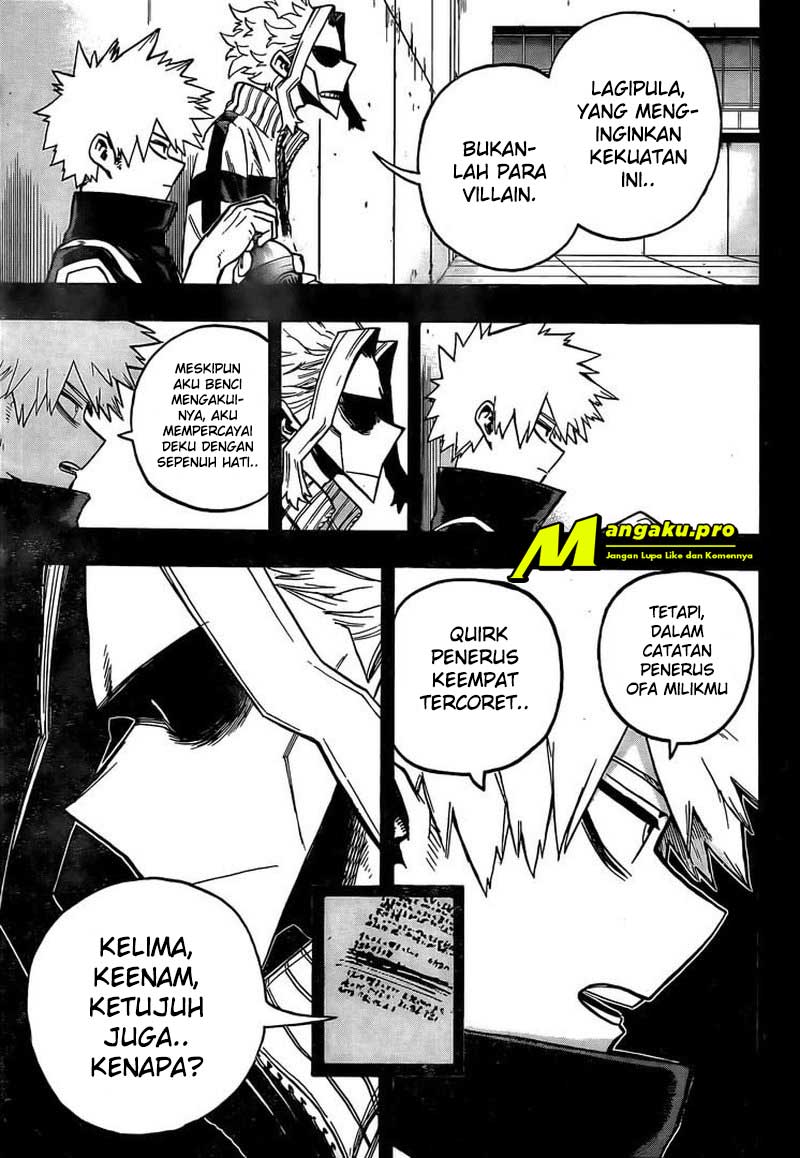 LAGIPULA,
YANG MENG-
INGINKAN
KEKUATAN
INI..
BUKAN-
LAH PARA
VILLAIN.
MESKIPUN
AKU BENCI
MENGAKUI-
NYA, AKU
MEMPERCAYAI
DEKU DENGAN
SEPENUH HATI..
Mangaku.pro
Jangan Lupa Like dan Komennya
TETAPI,
DALAM
CATATAN
PENERUS
OFA MILIKMU
QUIRK
PENERUS
KEEMPAT
TERCORET..
KELIMA,
KEENAM,
KETUJUH
JUGA..
KENAPA?